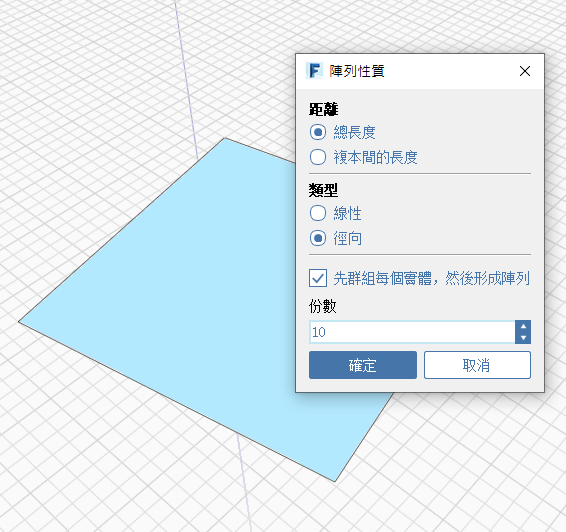 陣列性質
距離
總長度
複本間的長度
類型
線性
徑向
先群組每個實體，然後形成陣列
份數
10
確定
取消